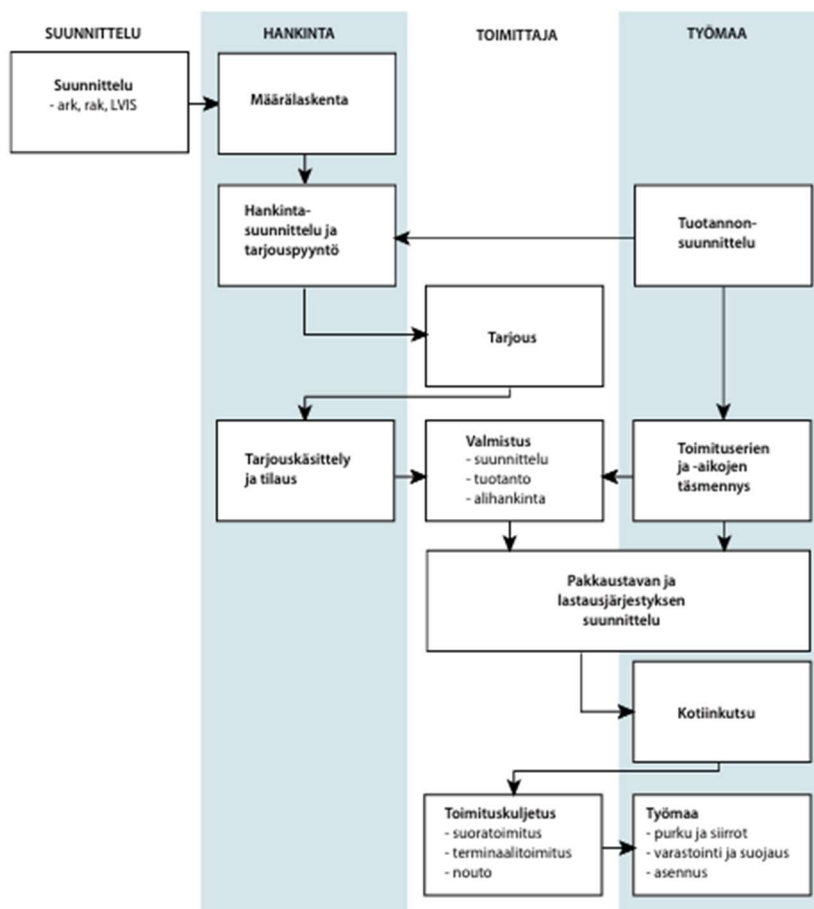 SUUNNITTELU
HANKINTA
TOIMITTAJA
TYÖMAA
Suunnittelu
- ark, rak, LVIS
Määrälaskenta
Hankinta-
suunnittelu ja
tarjouspyyntö
Tuotannon-
suunnittelu
Tarjous
Tarjouskäsittely
ja tilaus
Valmistus
- suunnittelu
- tuotanto
- alihankinta
Toimituserien
ja -aikojen
täsmennys
Pakkaustavan ja
lastausjärjestyksen
suunnittelu
Kotiinkutsu
Toimituskuljetus
- suoratoimitus
- terminaalitoimitus
- nouto
Työmaa
- purku ja siirrot
- varastointi ja suojaus
- asennus